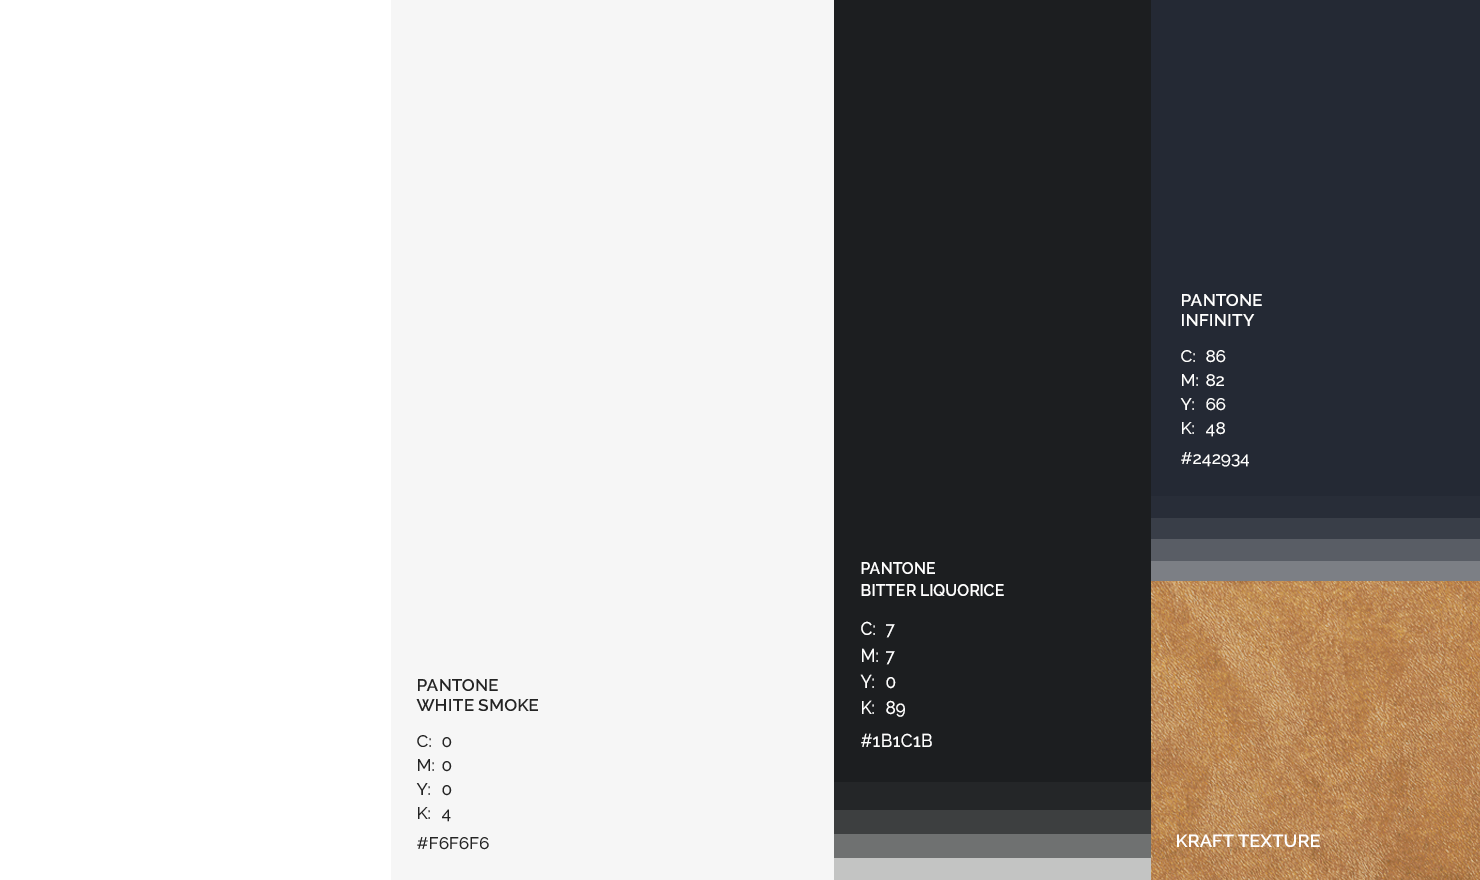 PANTONE
WHITE SMOKE
C: 0
M: 0
Y: 0
K: 4
#F6F6F6
PANTONE
BITTER LIQUORICE
C: 7
M: 7
Y: 0
K: 89
#1B1C1B
PANTONE
INFINITY
C: 86
M: 82
Y: 66
K: 48
#242934
KRAFT TEXTURE